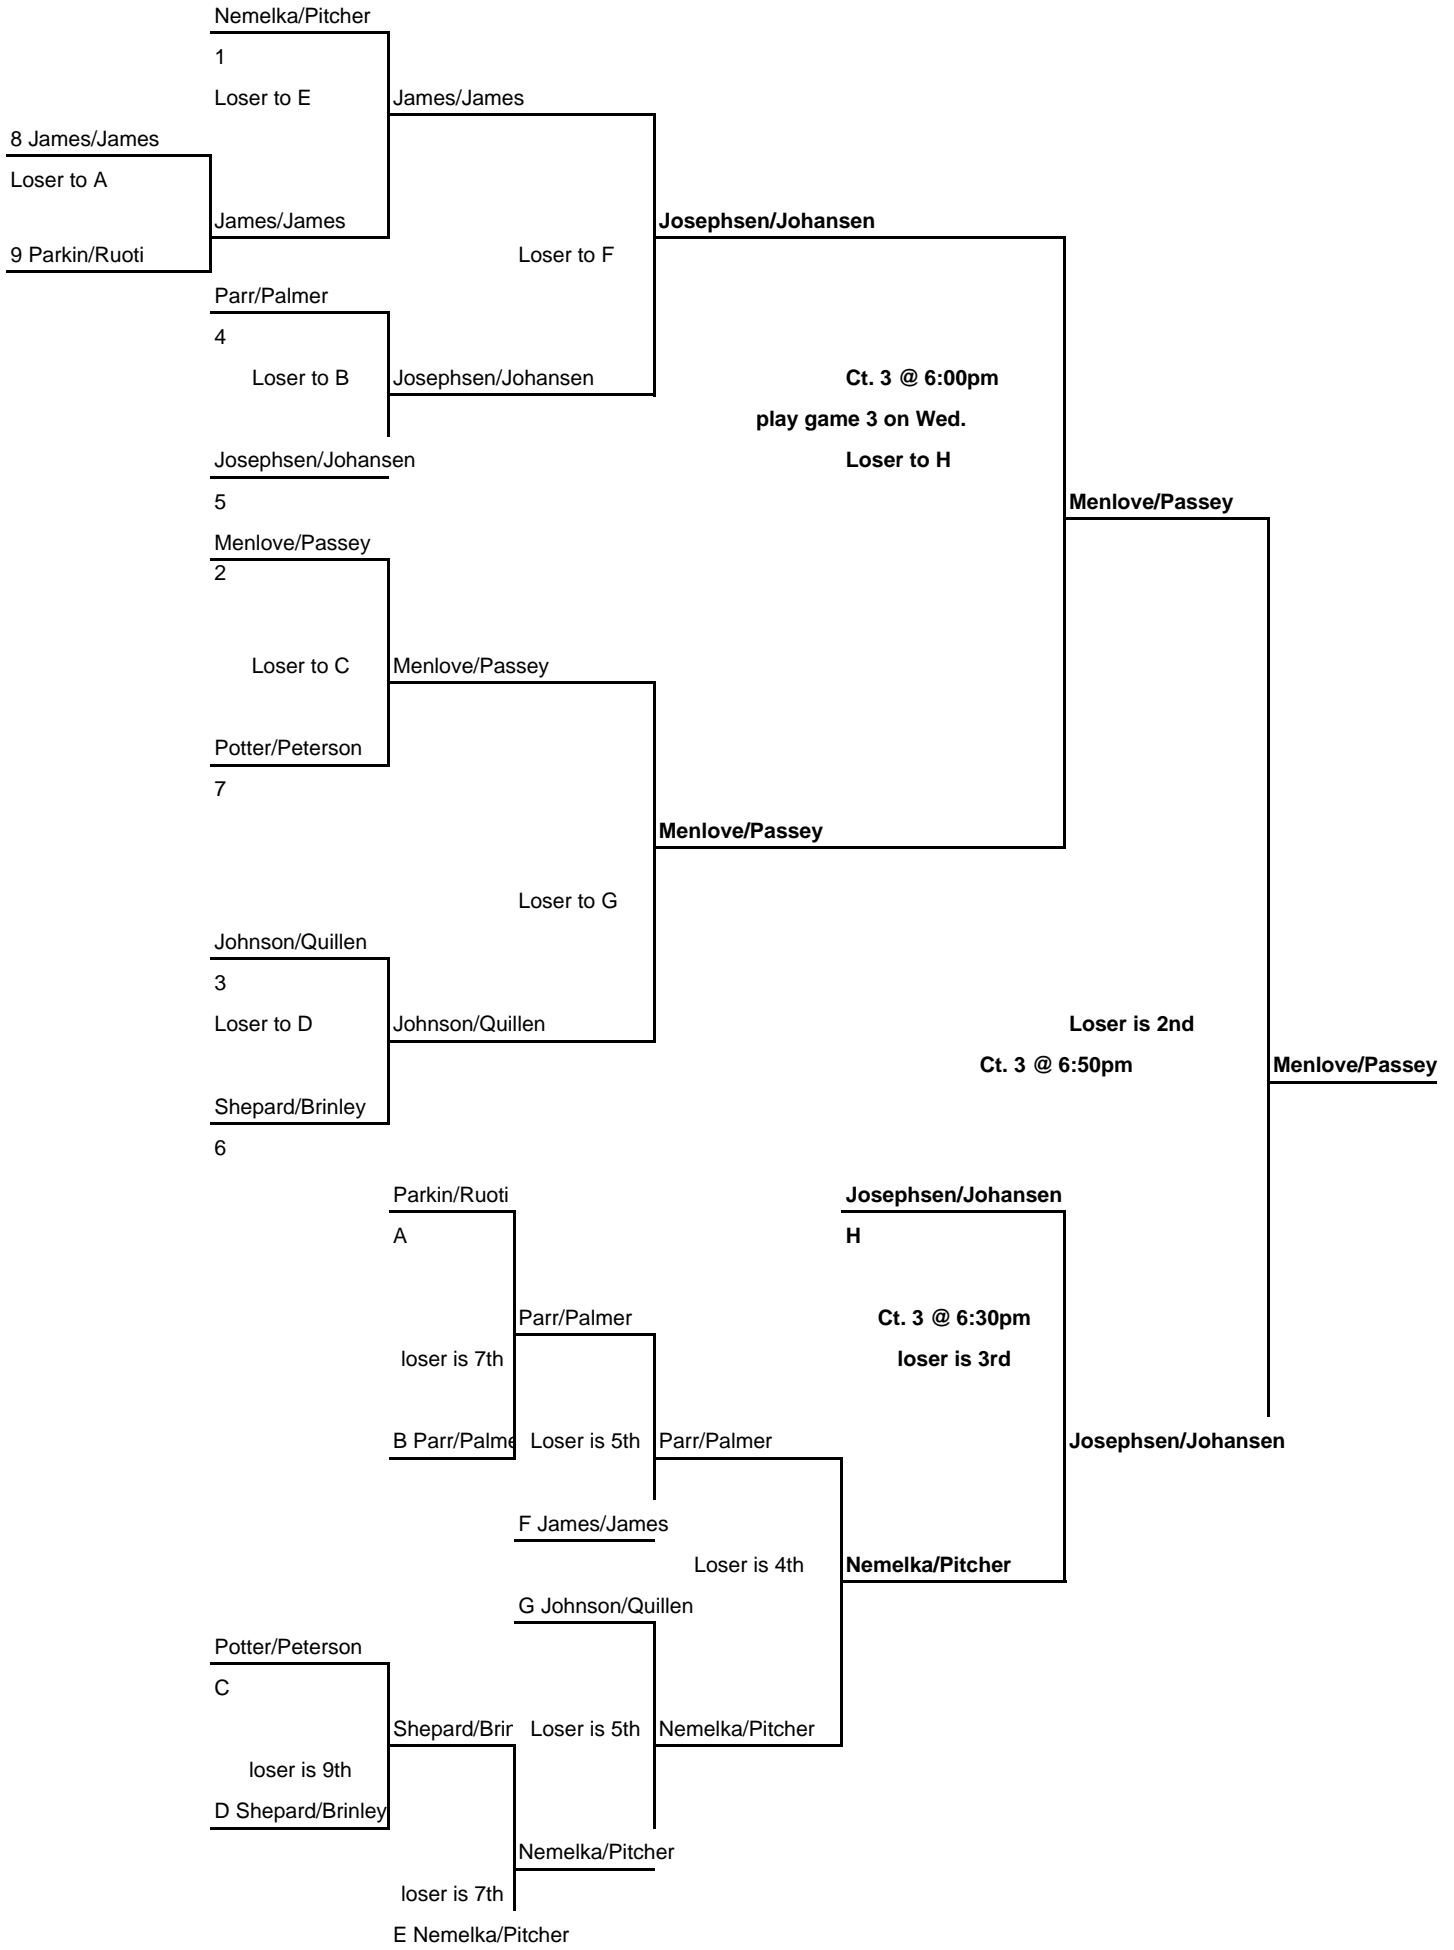 Nemelka/Pitcher
1
Loser to E
James/James
8 James/James
Loser to A
James/James
Josephsen/Johansen
9 Parkin/Ruoti
Loser to F
Parr/Palmer
4
Loser to B
Josephsen/Johansen
Ct. 3 @ 6:00pm
play game 3 on Wed.
Josephsen/Johansen
Loser to H
5
Menlove/Passey
Menlove/Passey
2
Loser to C
Menlove/Passey
Potter/Peterson
7
Menlove/Passey
Loser to G
Johnson/Quillen
3
Loser to D
Johnson/Quillen
Loser is 2nd
Ct. 3 @ 6:50pm
Menlove/Passey
Shepard/Brinley
6
Parkin/Ruoti
Josephsen/Johansen
A
H
Parr/Palmer
Ct. 3 @ 6:30pm
loser is 7th
loser is 3rd
B Parr/Palme
Loser is 5th
Parr/Palmer
Josephsen/Johansen
F James/James
Loser is 4th
Nemelka/Pitcher
G Johnson/Quillen
Potter/Peterson
C
Shepard/Brin
Loser is 5th
Nemelka/Pitcher
loser is 9th
D Shepard/Brinley
Nemelka/Pitcher
loser is 7th
E Nemelka/Pitcher